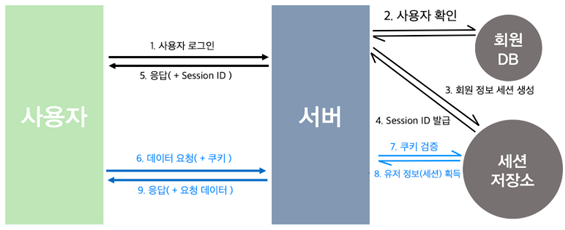 사용자
서버
회원
DB
세션
저장소
1. 사용자 로그인
2. 사용자 확인
3. 회원 정보 세션 생성
4. Session ID 발급
5. 응답( + Session ID )
6. 데이터 요청( + 쿠키 )
7. 쿠키 검증
8. 유저 정보(세션) 획득
9. 응답( + 요청 데이터 )